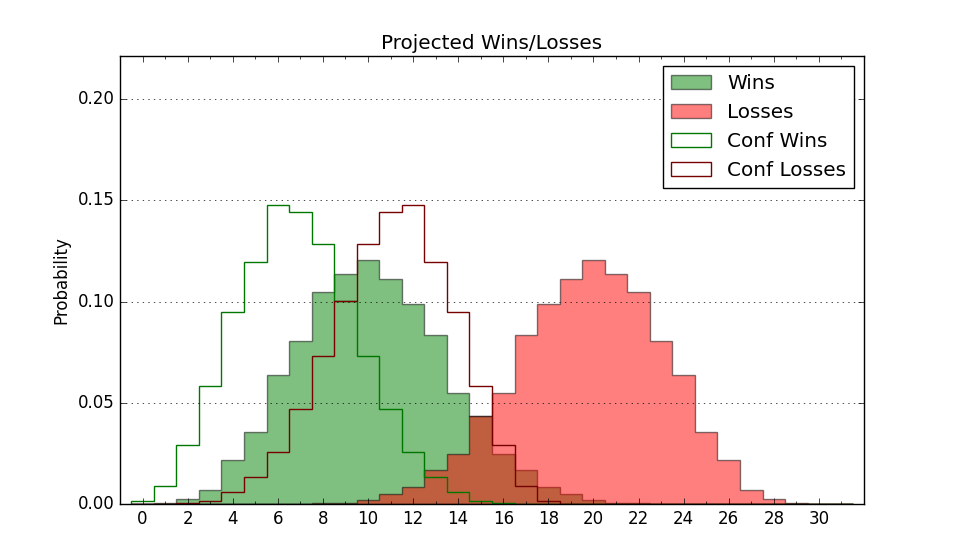 Projected Wins/Losses
Wins
Losses
Conf Wins
Conf Losses
Probability
0.20
0.15
0.10
0.05
0.00
0 2 4 6 8 10 12 14 16 18 20 22 24 26 28 30